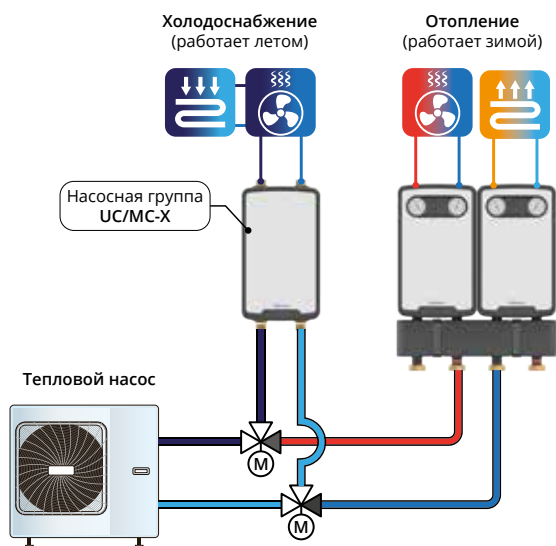 Холодоснабжение
(работает летом)
Отопление
(работает зимой)
Насосная группа
UC/MC-X
Тепловой насос
M
M